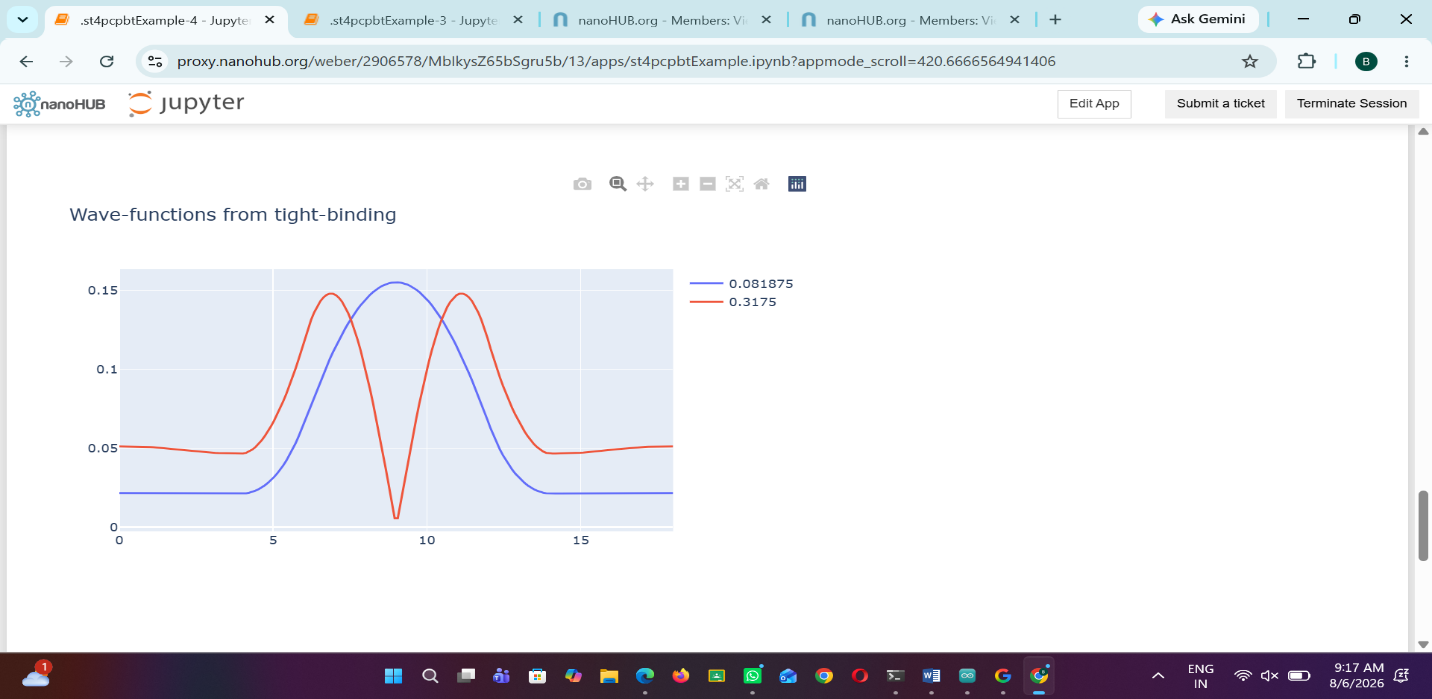 .st4pcpbtExample-4 - Jupyte
.st4pcpbtExample-3 - Jupyte
nanoHUB.org - Members: Vi
nanoHUB.org - Members: Vi
Ask Gemini
proxy.nanohub.org/weber/2906578/MblkysZ65bSgru5b/13/apps/st4pcpbtExample.ipynb?appmode_scroll=420.6666564941406
B
nanoHUB
jupyter
Edit App
Submit a ticket
Terminate Session
Wave-functions from tight-binding
0.15
0.1
0.05
0
0
5
10
15
0.081875
0.3175
1
ENG
IN
9:17 AM
8/6/2026